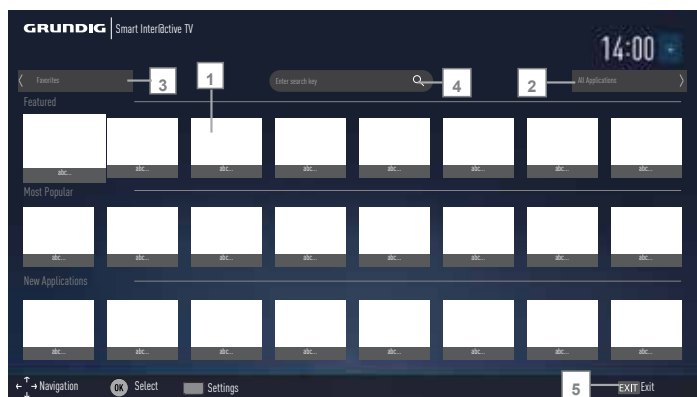 GRUNDIG Smart Inter@ctive TV
14:00
Favorites 3 1 Enter search key 4 2 All Applications
Featured
abc... abc... abc... abc... abc... abc... abc... abc...
Most Popular
abc... abc... abc... abc... abc... abc... abc... abc...
New Applications
abc... abc... abc... abc... abc... abc... abc... abc...
Navigation OK Select Settings 5 EXIT Exit